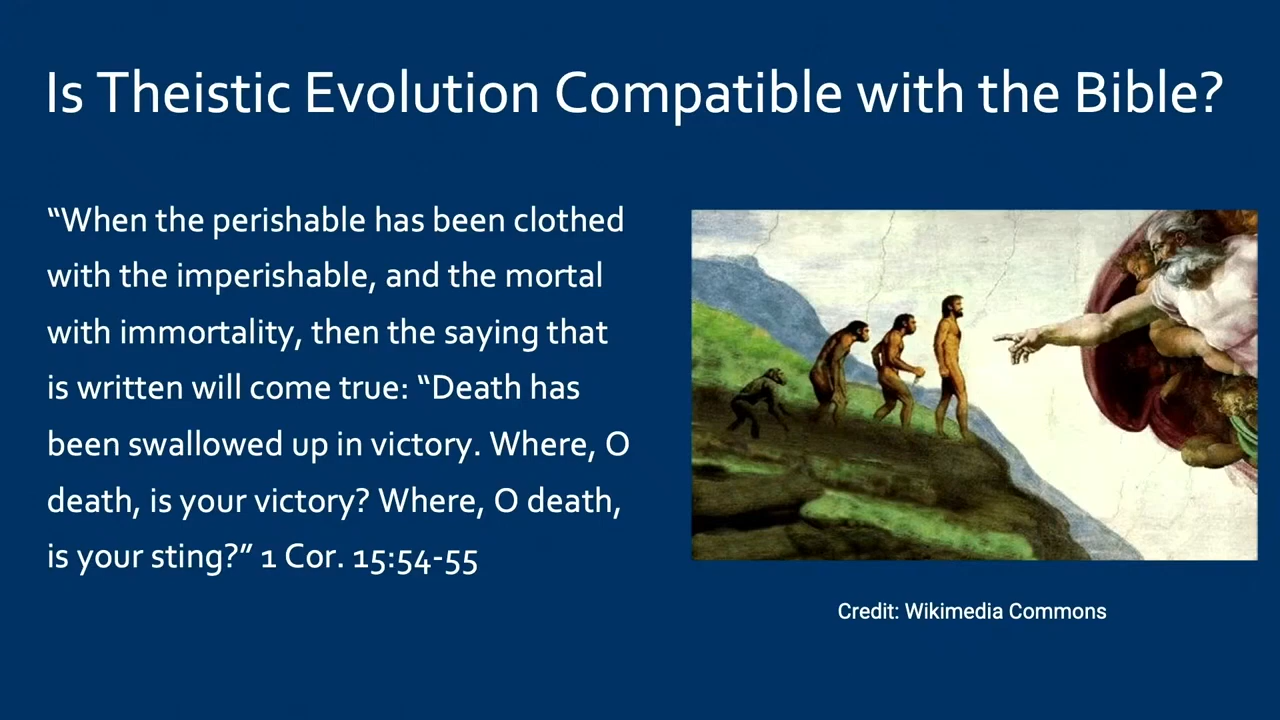 Is Theistic Evolution Compatible with the Bible?
“When the perishable has been clothed
with the imperishable, and the mortal
with immortality, then the saying that
is written will come true: “Death has
been swallowed up in victory. Where, O
death, is your victory? Where, O death,
is your sting?” 1 Cor. 15:54-55
Credit: Wikimedia Commons